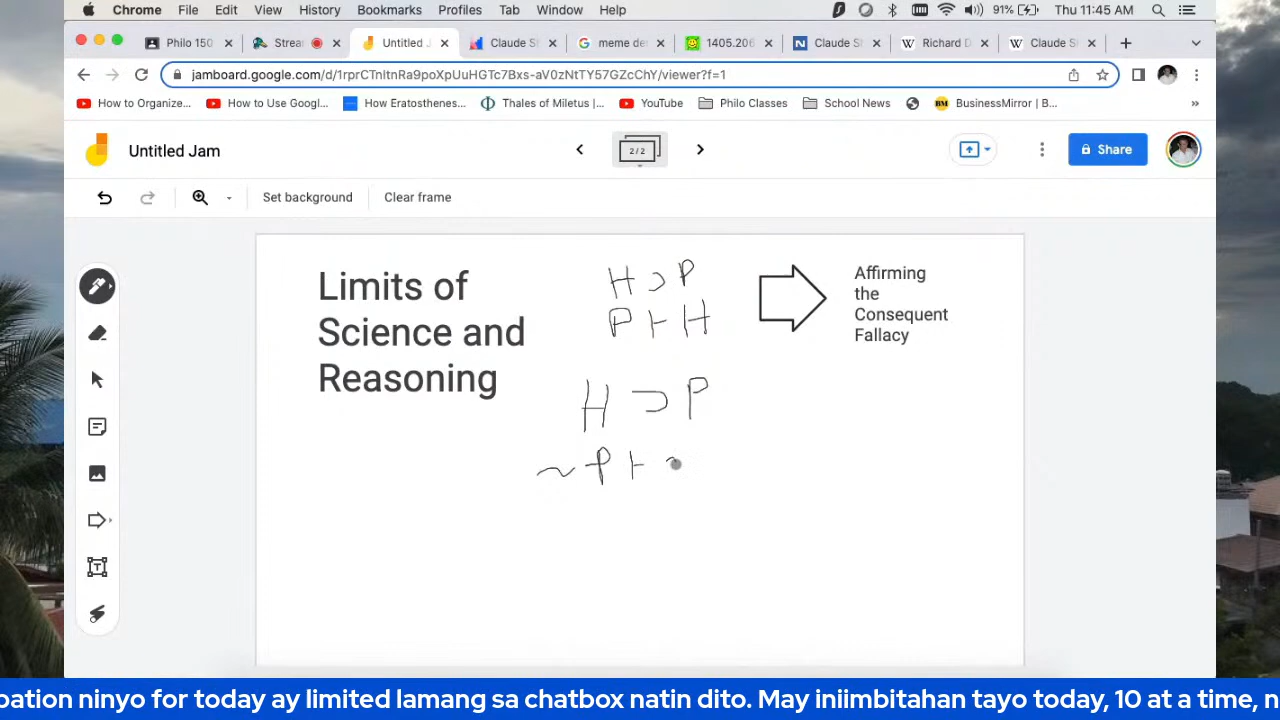 Chrome File Edit View History Bookmarks Profiles Tab Window Help 91% Thu 11:45 AM
Philo 150 Strea Untitled J Claude S meme de 1405.206 Claude S Richard D Claude S
jamboard.google.com/d/1rprCTnltnRa9poXpUuHGTc7Bxs-aV0zNtTY57GZcChY/viewer?f=1
How to Organize... How to Use Googl... How Eratosthenes... Thales of Miletus |... YouTube Philo Classes School News BusinessMirror | B... »
Untitled Jam 2/2 Share
Set background Clear frame
Limits of
Science and
Reasoning
H ⊃ P
P ⊢ H
Affirming
the
Consequent
Fallacy
H ⊃ P
~P ⊢
pation ninyo for today ay limited lamang sa chatbox natin dito. May iniimbitahan tayo today, 10 at a time, n